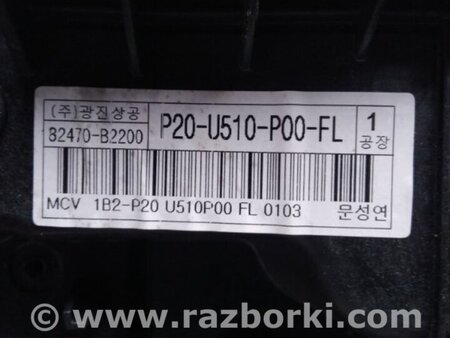 (주)광진상공
82470-B2200
P20-U510-P00-FL
1
공장
MCV 1B2-P20 U510P00 FL 0103 문성연
© www.razborki.com/